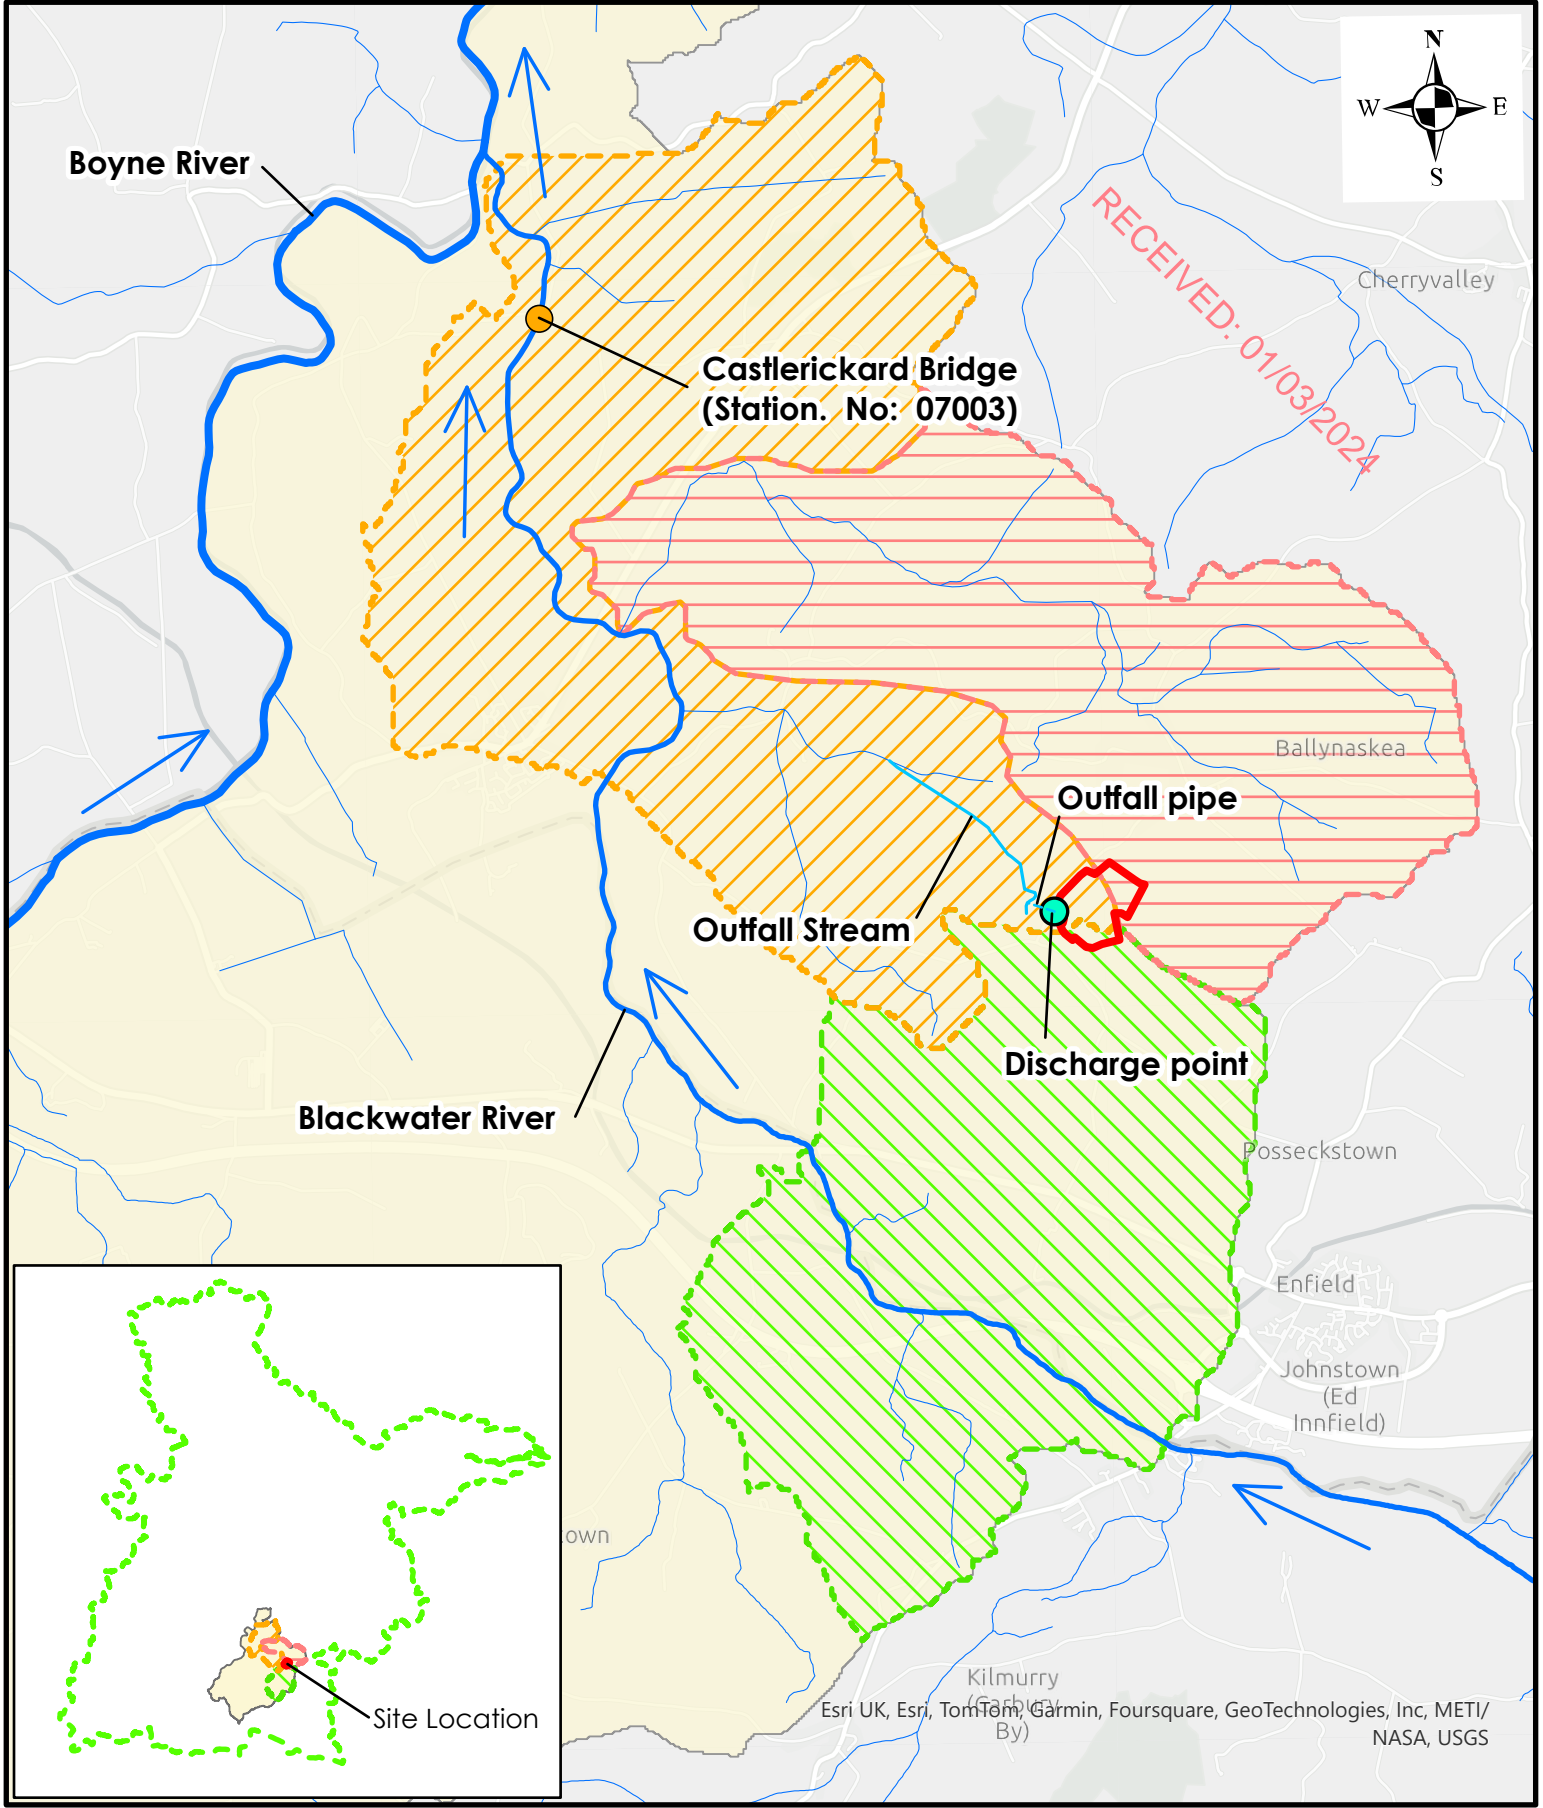 N
W E
S
Boyne River
RECEIVED: 01/03/2024
Cherryvalley
Castlerickard Bridge
(Station. No: 07003)
Ballynaskea
Outfall pipe
Outfall Stream
Discharge point
Blackwater River
Posseckstown
Enfield
Johnstown
(Ed
Innfield)
own
Kilmurry
(Carbury
By)
Site Location
Esri UK, Esri, TomTom, Garmin, Foursquare, GeoTechnologies, Inc, METI/
NASA, USGS